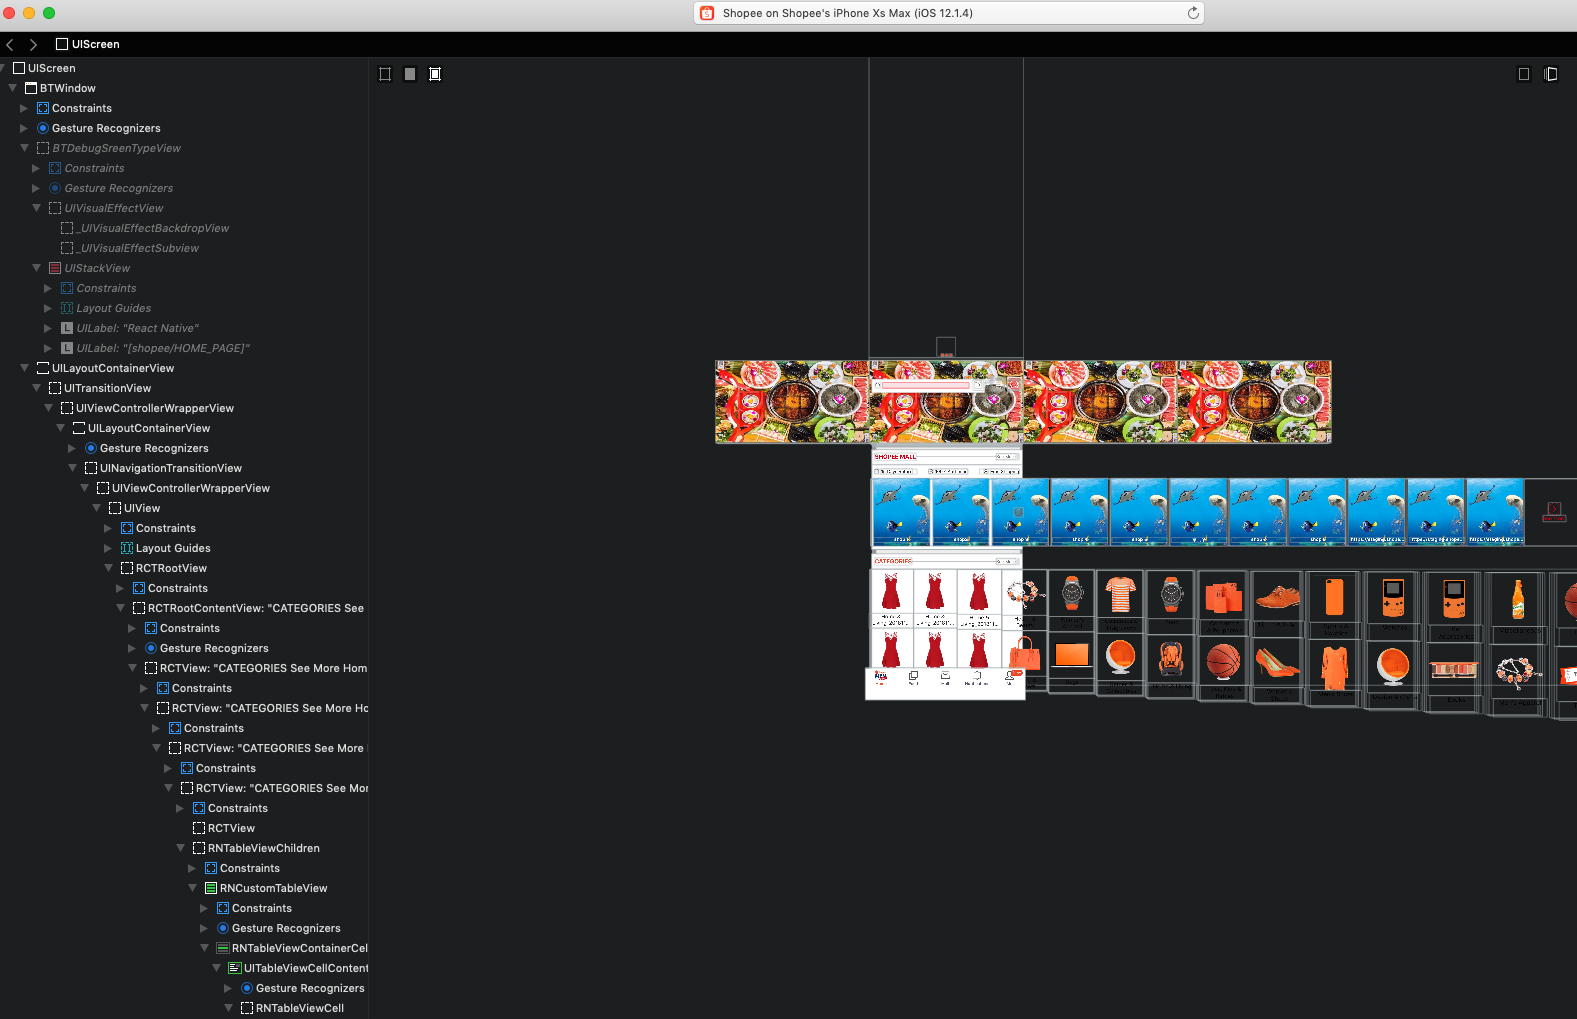 Shopee on Shopee's iPhone Xs Max (iOS 12.1.4)
UIScreen
UIScreen
BTWindow
Constraints
Gesture Recognizers
BTDebugSreenTypeView
Constraints
Gesture Recognizers
UIVisualEffectView
_UIVisualEffectBackdropView
_UIVisualEffectSubview
UIStackView
Constraints
Layout Guides
L UILabel: "React Native"
L UILabel: "[shopee/HOME_PAGE]"
UILayoutContainerView
UITransitionView
UIViewControllerWrapperView
UILayoutContainerView
Gesture Recognizers
UINavigationTransitionView
UIViewControllerWrapperView
UIView
Constraints
Layout Guides
RCTRootView
Constraints
RCTRootContentView: "CATEGORIES See
Constraints
Gesture Recognizers
RCTView: "CATEGORIES See More Hom
Constraints
RCTView: "CATEGORIES See More Ho
Constraints
RCTView: "CATEGORIES See More
Constraints
RCTView: "CATEGORIES See Mor
Constraints
RCTView
RNTableViewChildren
Constraints
RNCustomTableView
Constraints
Gesture Recognizers
RNTableViewContainerCel
UITableViewCellContent
Gesture Recognizers
RNTableViewCell
SHOPEE MALL
CATEGORIES